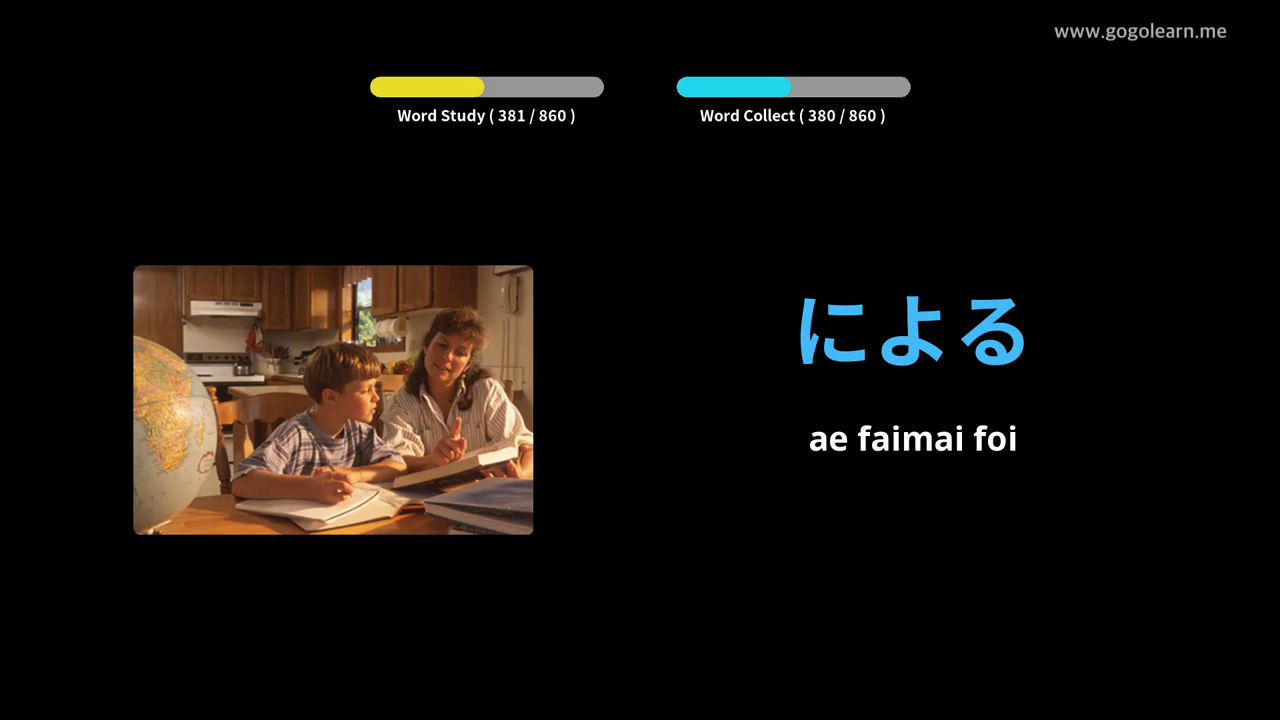 www.gogolearn.me
Word Study ( 381 / 860 )
Word Collect ( 380 / 860 )
による
ae faimai foi